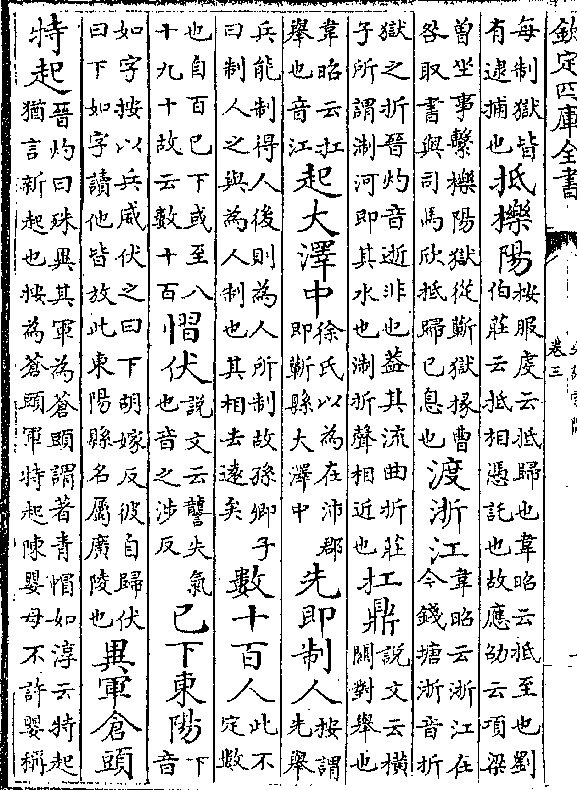 欽定四庫全書
卷三
每制獄皆有逮捕也抵櫟陽按服虔云抵歸也韋昭云抵至也劉伯莊云抵相憑託也故應劭云項梁
曽坐事繫櫟陽獄從蘄獄掾曹咎取書與司馬欣抵歸已息也渡浙江韋昭云浙江在今錢塘浙音折
獄之折晉灼音逝非也葢其流曲折莊子所謂淛河即其水也淛折聲相近也扛鼎說文云橫關對舉也
韋昭云扛舉也音江起大澤中徐氏以為在沛郡即蘄縣大澤中先即制人按謂先舉
兵能制得人後則為人所制故孫卿子曰制人之與為人制也其相去逺矣數十百人此不定數
也自百已下或至八十九十故云數十百慴伏說文云讋失氣也音之涉反已下東陽下音
如字按以兵威伏之曰下胡嫁反彼自歸伏曰下如字讀他皆放此東陽縣名屬廣陵也異軍倉頭
特起晉灼曰殊異其軍為蒼頭謂著青帽如淳云特起猶言新起也按為蒼頭軍特起陳嬰母不許嬰稱